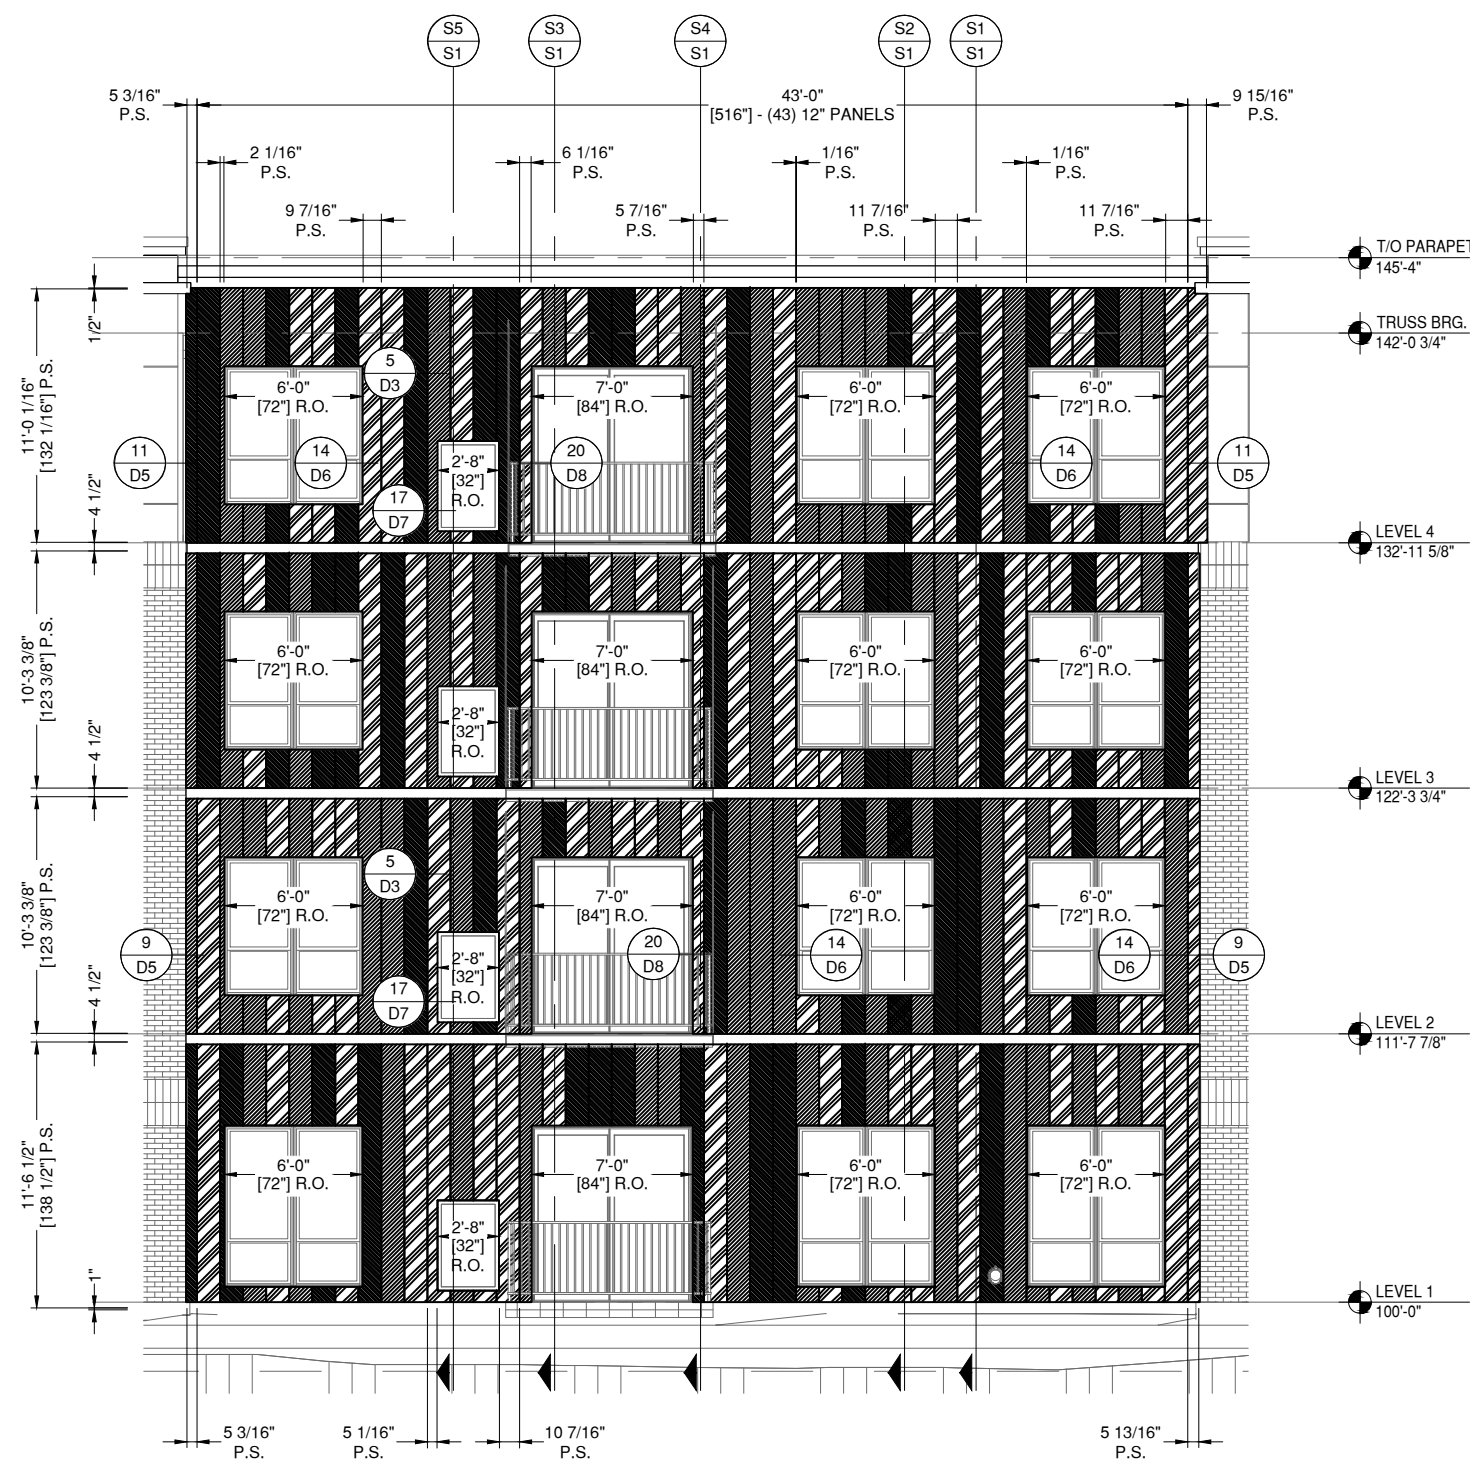 S5
S1
S3
S1
S4
S1
S2
S1
S1
S1
5 3/16"
P.S.
43'-0"
[516"] - (43) 12" PANELS
9 15/16"
P.S.
2 1/16"
P.S.
6 1/16"
P.S.
1/16"
P.S.
1/16"
P.S.
9 7/16"
P.S.
5 7/16"
P.S.
11 7/16"
P.S.
11 7/16"
P.S.
T/O PARAPET
145'-4"
1/2"
TRUSS BRG.
142'-0 3/4"
11'-0 1/16"
[132 1/16"] P.S.
5
D3
6'-0"
[72"] R.O.
7'-0"
[84"] R.O.
6'-0"
[72"] R.O.
6'-0"
[72"] R.O.
11
D5
14
D6
2'-8"
[32"]
R.O.
20
D8
14
D6
11
D5
17
D7
4 1/2"
LEVEL 4
132'-11 5/8"
10'-3 3/8"
[123 3/8"] P.S.
6'-0"
[72"] R.O.
7'-0"
[84"] R.O.
6'-0"
[72"] R.O.
6'-0"
[72"] R.O.
2'-8"
[32"]
R.O.
4 1/2"
LEVEL 3
122'-3 3/4"
10'-3 3/8"
[123 3/8"] P.S.
5
D3
6'-0"
[72"] R.O.
7'-0"
[84"] R.O.
6'-0"
[72"] R.O.
6'-0"
[72"] R.O.
9
D5
2'-8"
[32"]
R.O.
20
D8
14
D6
14
D6
9
D5
17
D7
4 1/2"
LEVEL 2
111'-7 7/8"
11'-6 1/2"
[138 1/2"] P.S.
6'-0"
[72"] R.O.
7'-0"
[84"] R.O.
6'-0"
[72"] R.O.
6'-0"
[72"] R.O.
2'-8"
[32"]
R.O.
1"
LEVEL 1
100'-0"
5 3/16"
P.S.
5 1/16"
P.S.
10 7/16"
P.S.
5 13/16"
P.S.